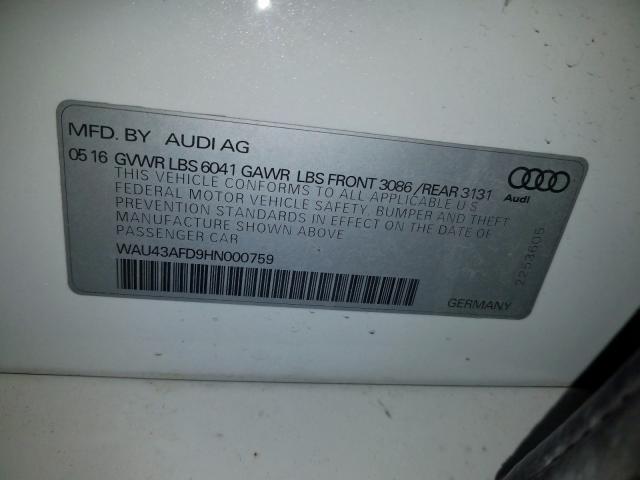 MFD. BY AUDI AG
05 16 GVWR LBS 6041 GAWR LBS FRONT 3086 / REAR 3131
THIS VEHICLE CONFORMS TO ALL APPLICABLE U S
FEDERAL MOTOR VEHICLE SAFETY, BUMPER AND THEFT
PREVENTION STANDARDS IN EFFECT ON THE DATE OF
MANUFACTURE SHOWN ABOVE
PASSENGER CAR
WAU43AFD9HN000759
Audi
2253605
GERMANY